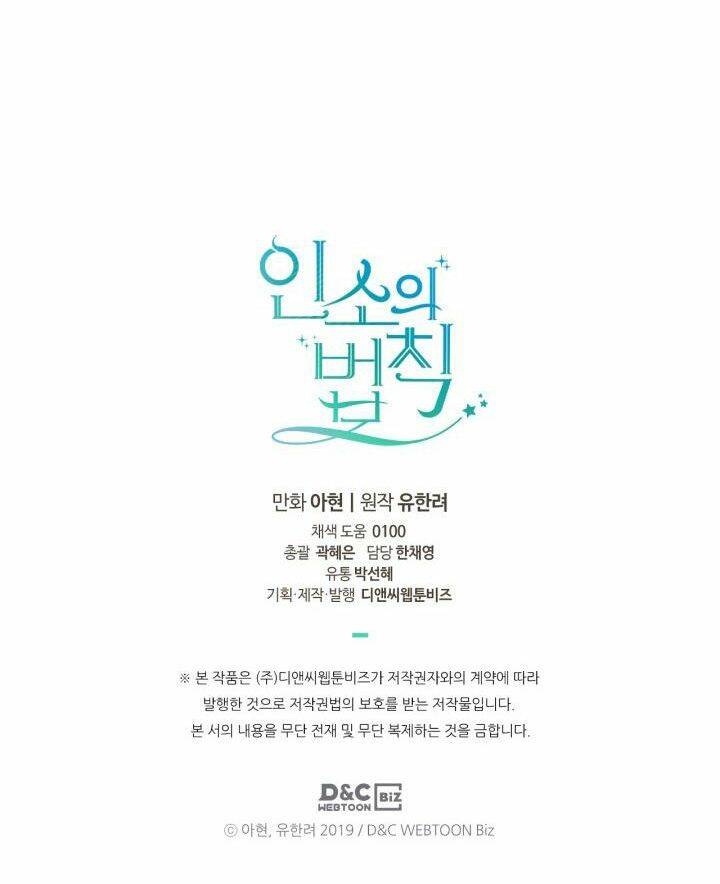 인소의
법칙
만화 아현 | 원작 유한려
채색 도움 0100
총괄 곽혜은 담당 한채영
유통 박선혜
기획·제작·발행 디앤씨웹툰비즈
※ 본 작품은 (주)디앤씨웹툰비즈가 저작권자와의 계약에 따라
발행한 것으로 저작권법의 보호를 받는 저작물입니다.
본 서의 내용을 무단 전재 및 무단 복제하는 것을 금합니다.
D&C
WEBTOON BiZ
ⓒ 아현, 유한려 2019 / D&C WEBTOON Biz